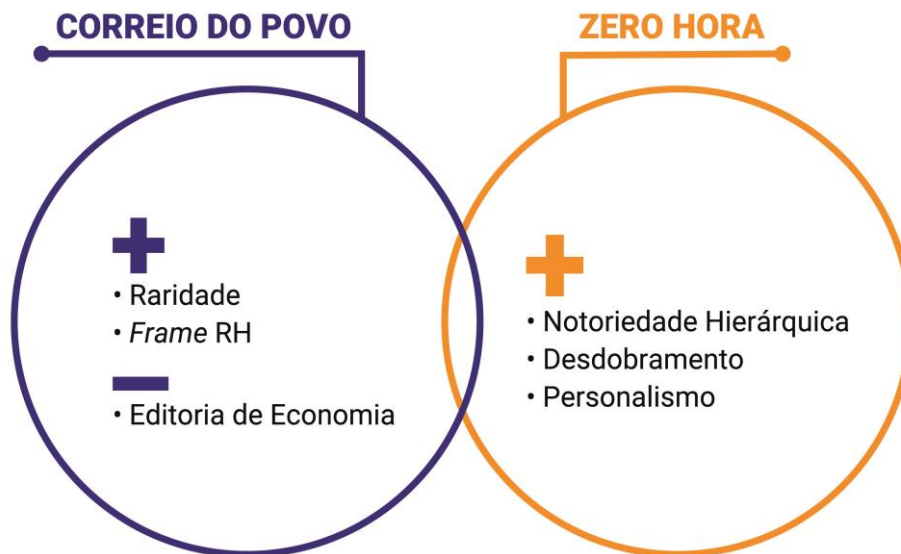 CORREIO DO POVO
ZERO HORA
+
• Raridade
• Frame RH
−
• Editoria de Economia
+
• Notoriedade Hierárquica
• Desdobramento
• Personalismo